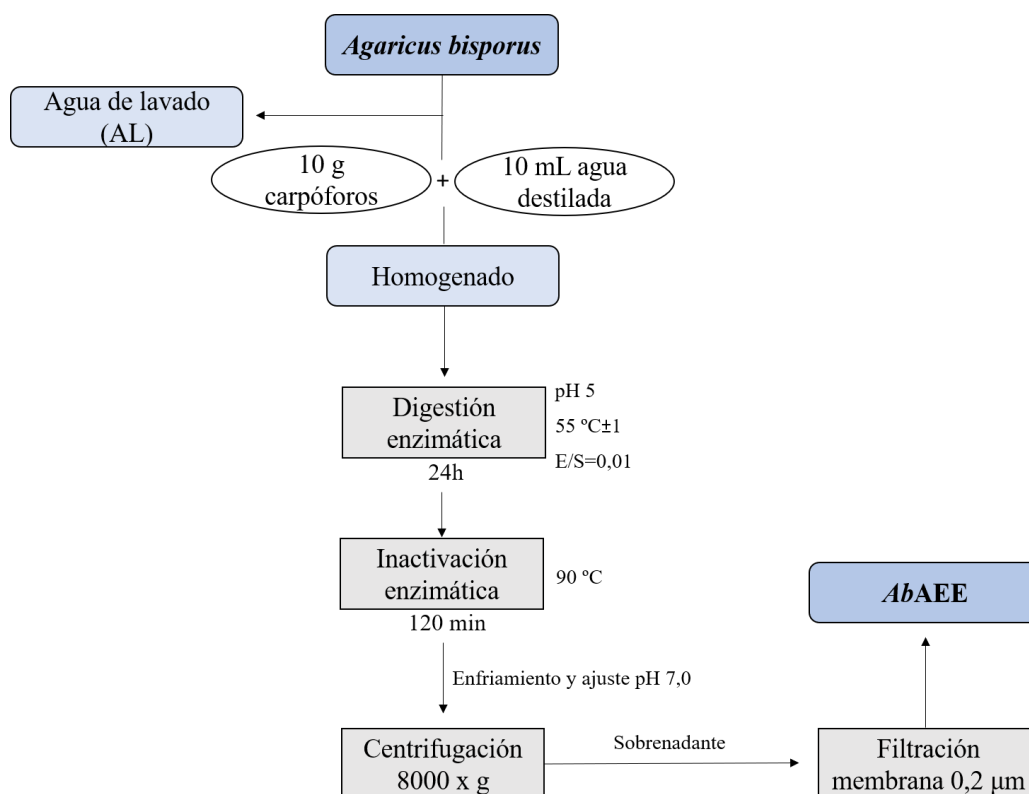 Agaricus bisporus
Agua de lavado
(AL)
10 g
carpóforos
+
10 mL agua
destilada
Homogenado
Digestión
enzimática
24h
pH 5
55 ºC±1
E/S=0,01
Inactivación
enzimática
120 min
90 ºC
AbAEE
Enfriamiento y ajuste pH 7,0
Centrifugación
8000 x g
Sobrenadante
Filtración
membrana 0,2 µm